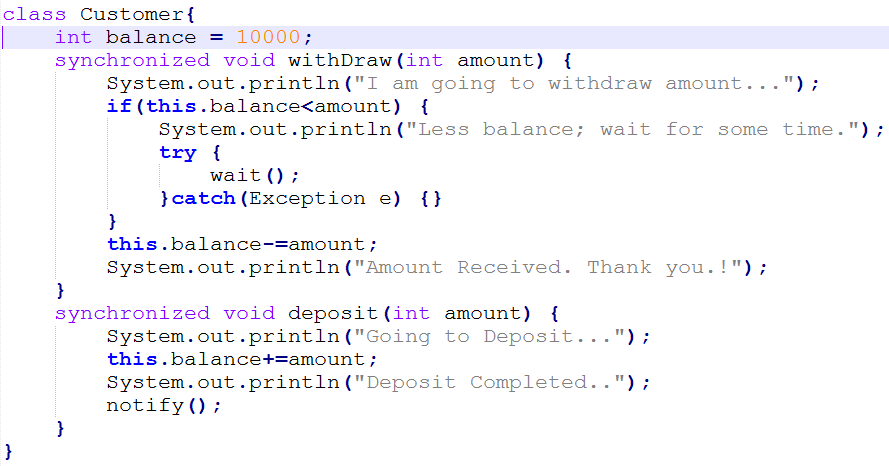 class Customer{
    int balance = 10000;
    synchronized void withDraw(int amount) {
        System.out.println("I am going to withdraw amount...");
        if(this.balance<amount) {
            System.out.println("Less balance; wait for some time.");
            try {
                wait();
            }catch(Exception e) {}
        }
        this.balance-=amount;
        System.out.println("Amount Received. Thank you.!");
    }
    synchronized void deposit(int amount) {
        System.out.println("Going to Deposit...");
        this.balance+=amount;
        System.out.println("Deposit Completed..");
        notify();
    }
}